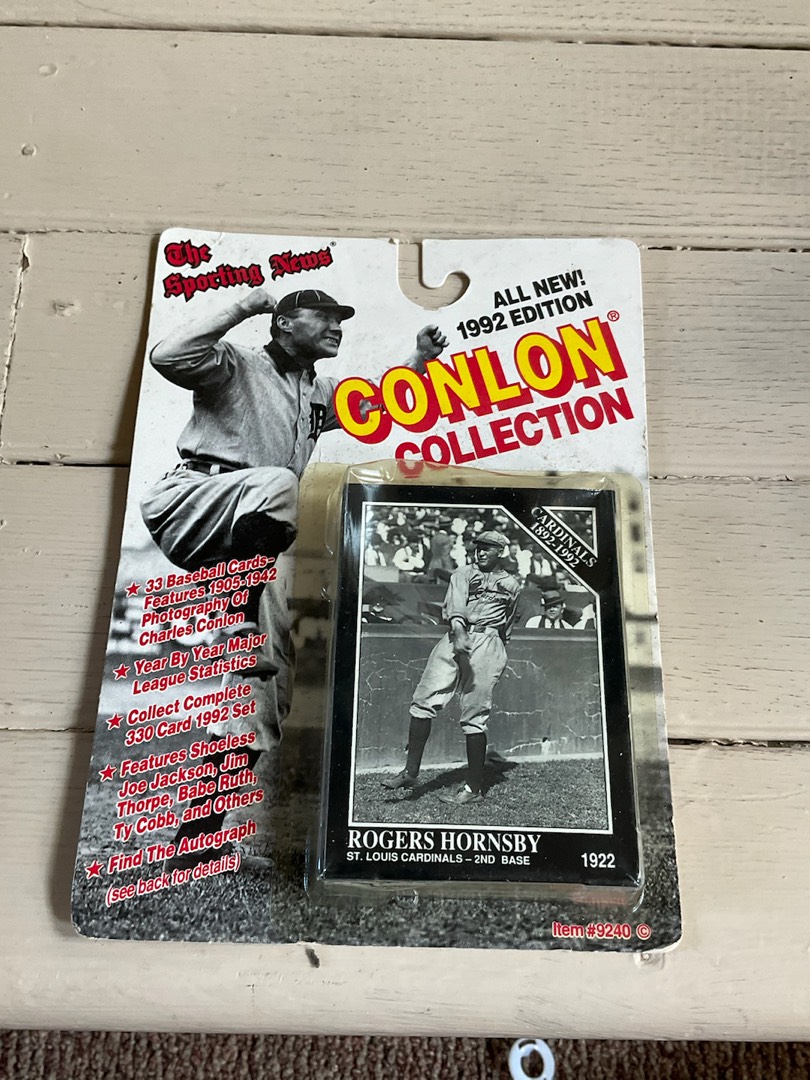 The
Sporting News®
ALL NEW!
1992 EDITION
CONLON®
COLLECTION
CARDINALS
1892-1992
★ 33 Baseball Cards-
Features 1905-1942
Photography Of
Charles Conlon
★ Year By Year Major
League Statistics
★ Collect Complete
330 Card 1992 Set
★ Features Shoeless
Joe Jackson, Jim
Thorpe, Babe Ruth,
Ty Cobb, and Others
★ Find The Autograph
(see back for details)
ROGERS HORNSBY
ST. LOUIS CARDINALS – 2ND BASE
1922
Item #9240 ©